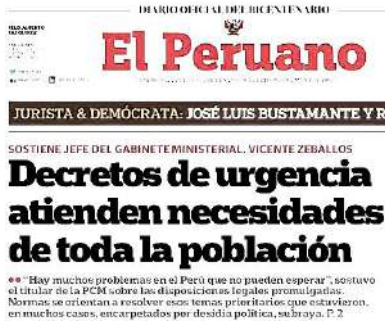 DIARIO OFICIAL DEL BICENTENARIO
El Peruano
JURISTA & DEMÓCRATA: JOSÉ LUIS BUSTAMANTE Y R
SOSTIENE JEFE DEL GABINETE MINISTERIAL, VICENTE ZEBALLOS
Decretos de urgencia
atienden necesidades
de toda la población
"Hay muchos problemas en el Perú que no pueden esperar", sostuvo
el titular de la PCM sobre las disposiciones legales promulgadas.
Normas se orientan a resolver esos temas prioritarios que estuvieron,
en muchos casos, encarpetados por desidia política, subraya. P. 2